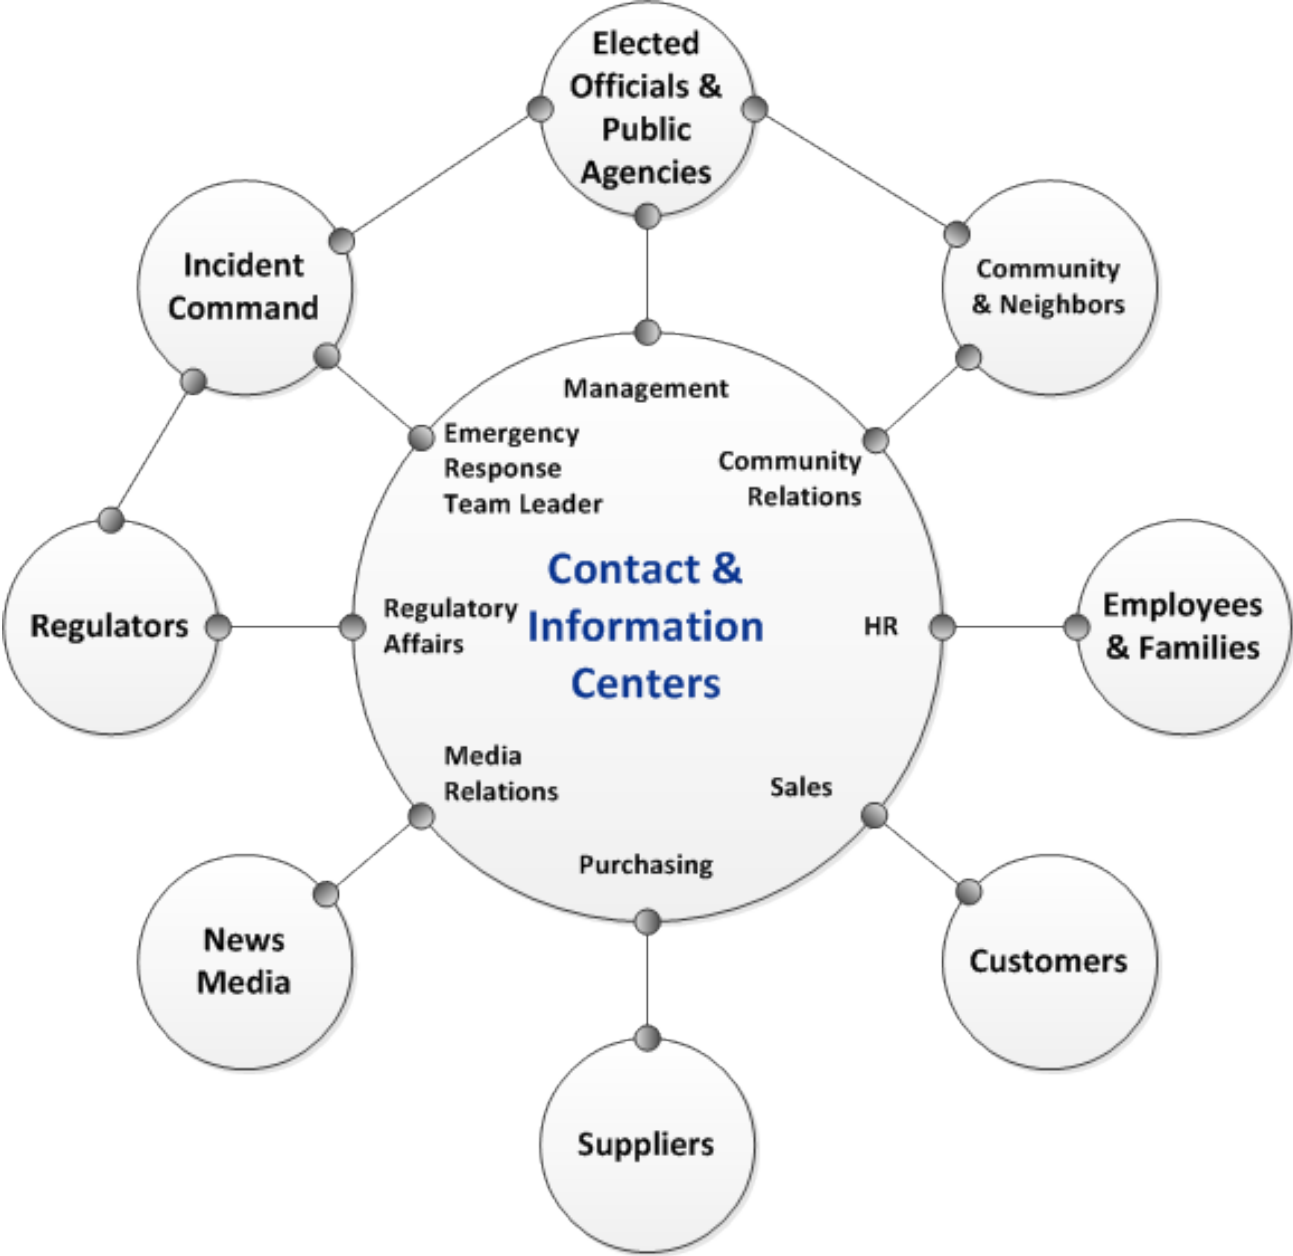 Elected
Officials &
Public
Agencies
Incident
Command
Community
& Neighbors
Management
Emergency
Response
Team Leader
Community
Relations
Contact &
Information
Centers
Regulators
Regulatory
Affairs
HR
Employees
& Families
Media
Relations
Sales
Purchasing
News
Media
Customers
Suppliers